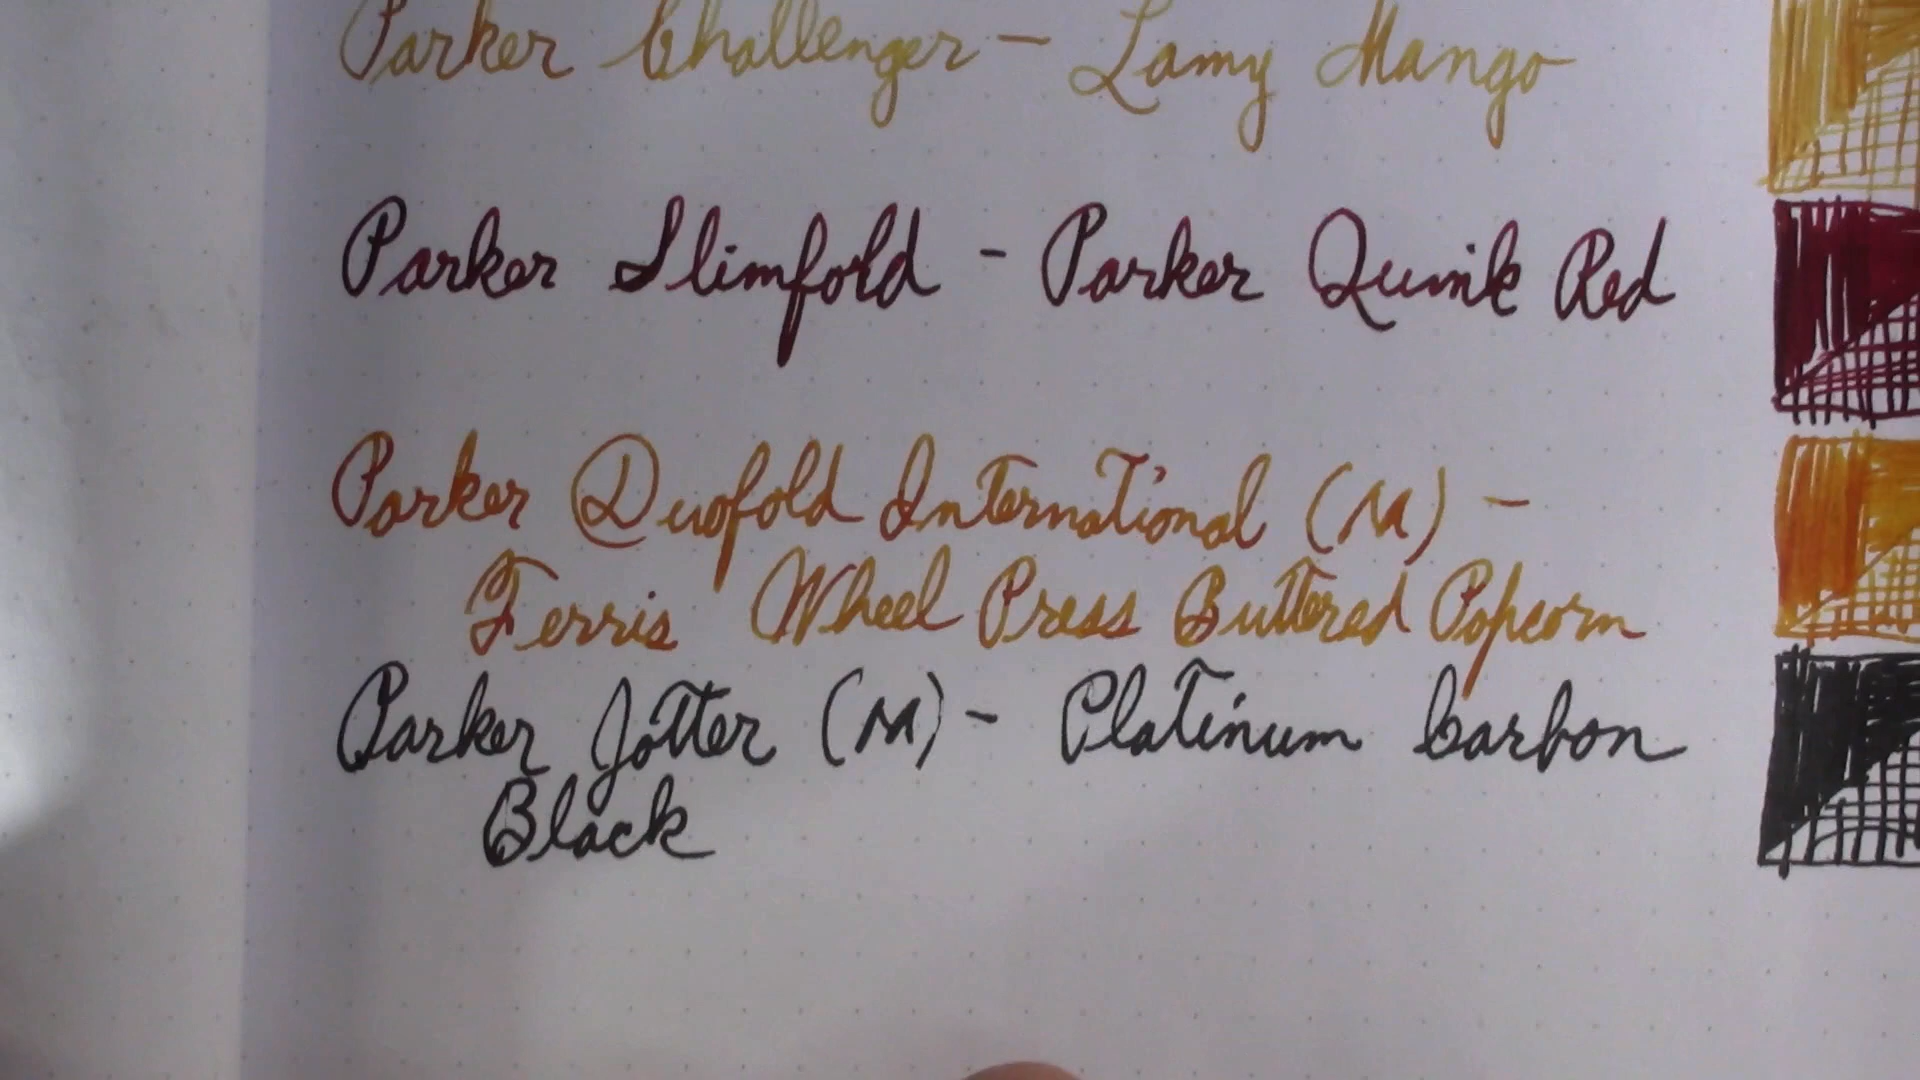 Parker Challenger - Lamy Mango
Parker Slimfold - Parker Quink Red
Parker Duofold International (M) -
Ferris Wheel Press Buttered Popcorn
Parker Jotter (M) - Platinum Carbon
Black